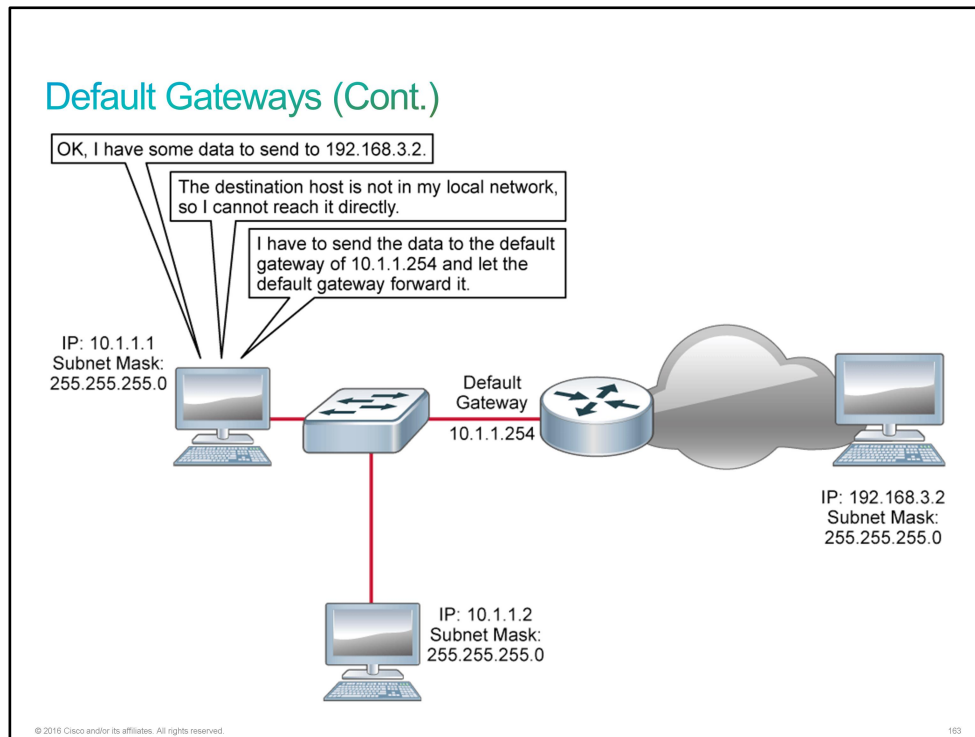 Default Gateways (Cont.)
OK, I have some data to send to 192.168.3.2.
The destination host is not in my local network,
so I cannot reach it directly.
I have to send the data to the default
gateway of 10.1.1.254 and let the
default gateway forward it.
IP: 10.1.1.1
Subnet Mask:
255.255.255.0
Default
Gateway
10.1.1.254
IP: 192.168.3.2
Subnet Mask:
255.255.255.0
IP: 10.1.1.2
Subnet Mask:
255.255.255.0
© 2016 Cisco and/or its affiliates. All rights reserved.
163